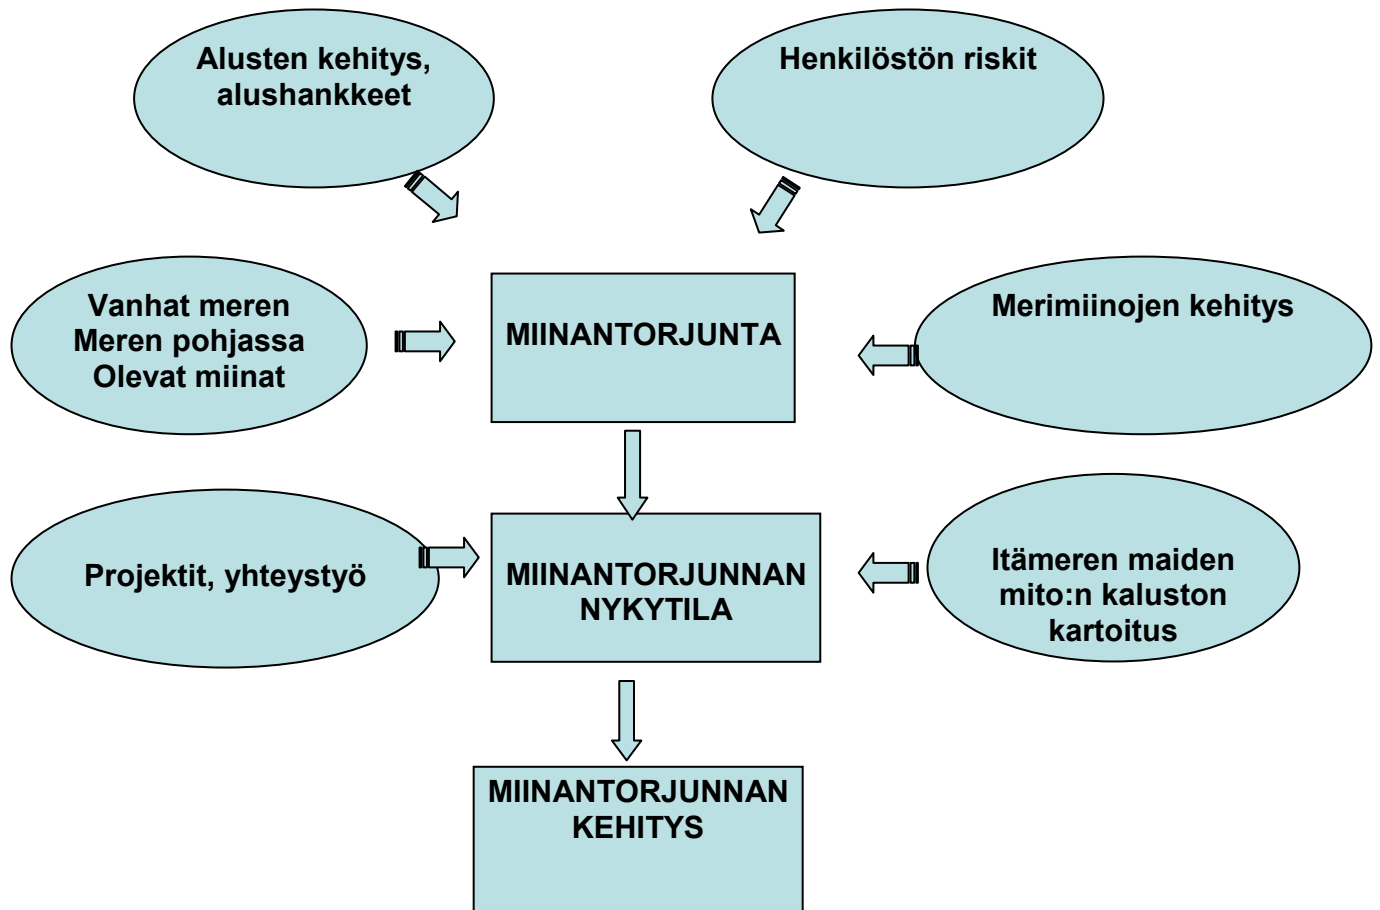 Alusten kehitys,
alushankkeet
Henkilöstön riskit
Vanhat meren
Meren pohjassa
Olevat miinat
MIINANTORJUNTA
Merimiinojen kehitys
Projektit, yhteystyö
MIINANTORJUNNAN
NYKYTILA
Itämeren maiden
mito:n kaluston
kartoitus
MIINANTORJUNNAN
KEHITYS